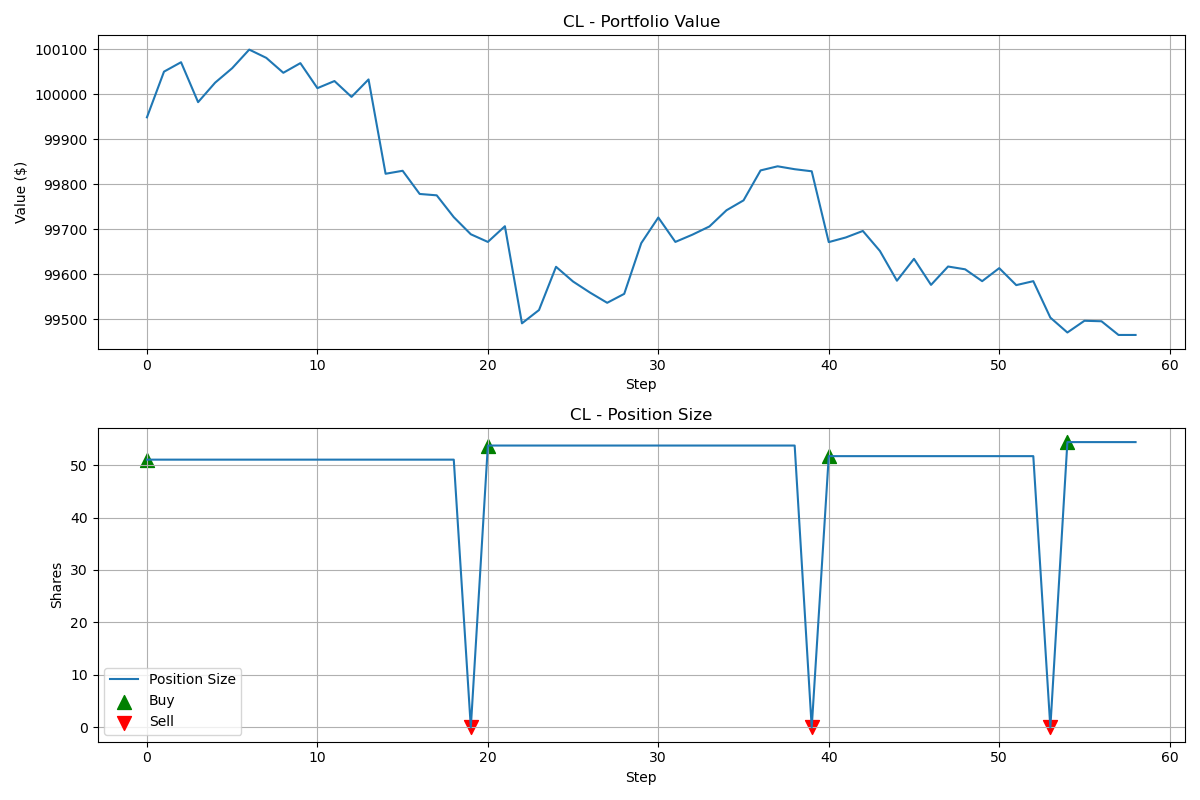 CL - Portfolio Value
100100
100000
99900
99800
99700
99600
99500
Value ($)
0 10 20 30 40 50 60
Step
CL - Position Size
50
40
30
20
10
0
Shares
Position Size
Buy
Sell
0 10 20 30 40 50 60
Step